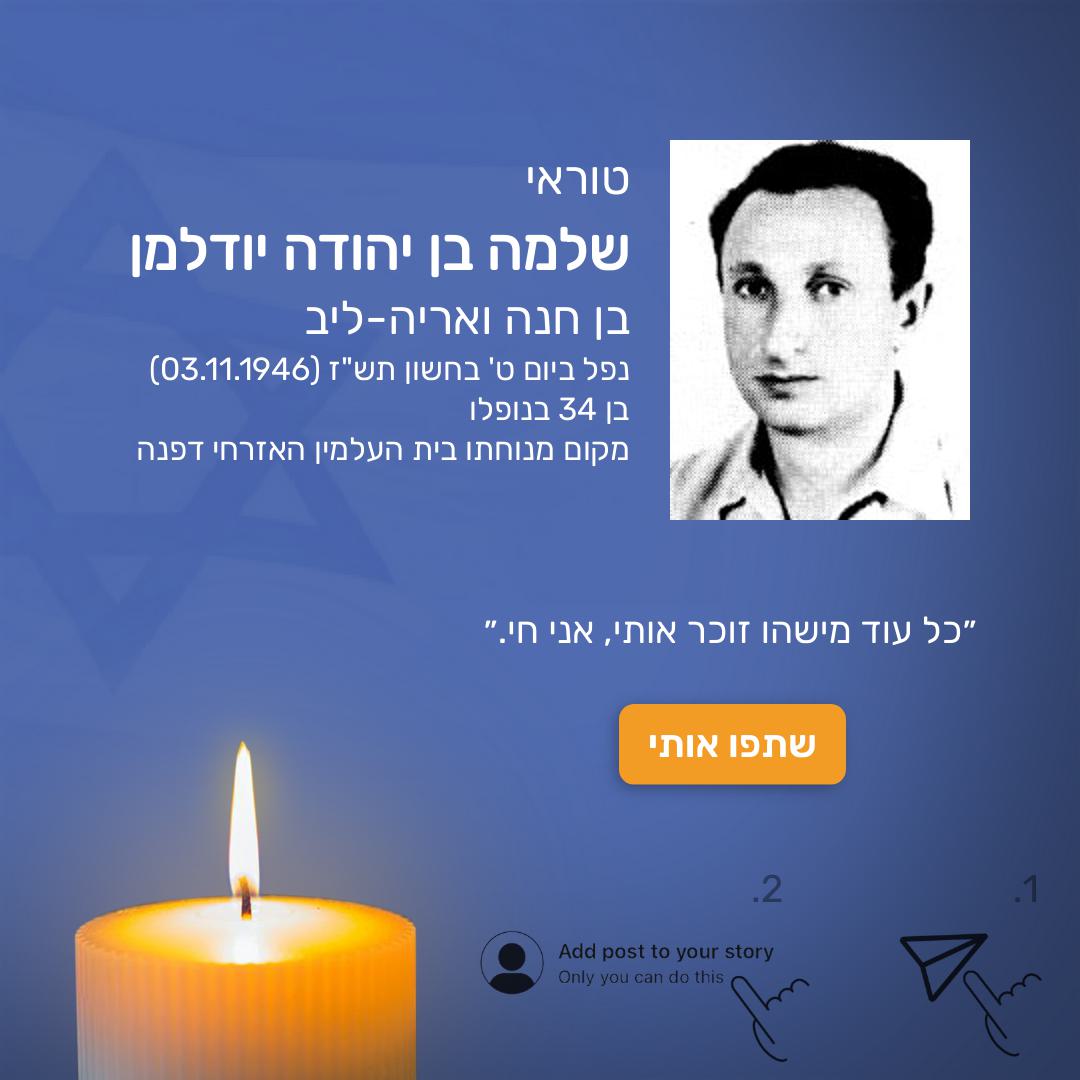 טוראי
שלמה בן יהודה יודלמן
בן חנה ואריה-ליב
נפל ביום ט' בחשון תש"ז (03.11.1946)
בן 34 בנופלו
מקום מנוחתו בית העלמין האזרחי דפנה
״כל עוד מישהו זוכר אותי, אני חי.״
שתפו אותי
1.
2.
Add post to your story
Only you can do this